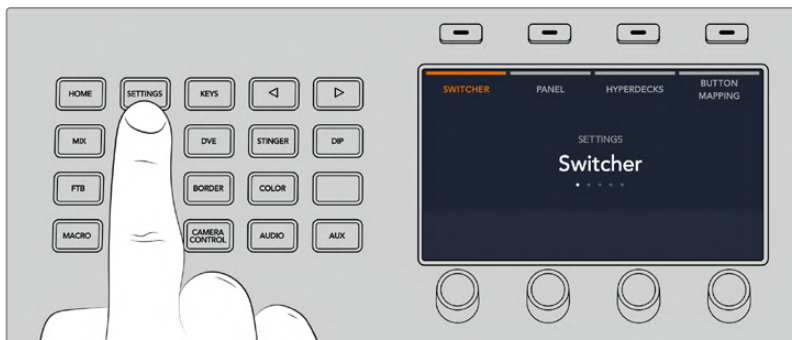 HOME
SETTINGS
KEYS
MIX
DVE
STINGER
DIP
FTB
BORDER
COLOR
MACRO
CAMERA
CONTROL
AUDIO
AUX
SWITCHER
PANEL
HYPERDECKS
BUTTON
MAPPING
SETTINGS
Switcher